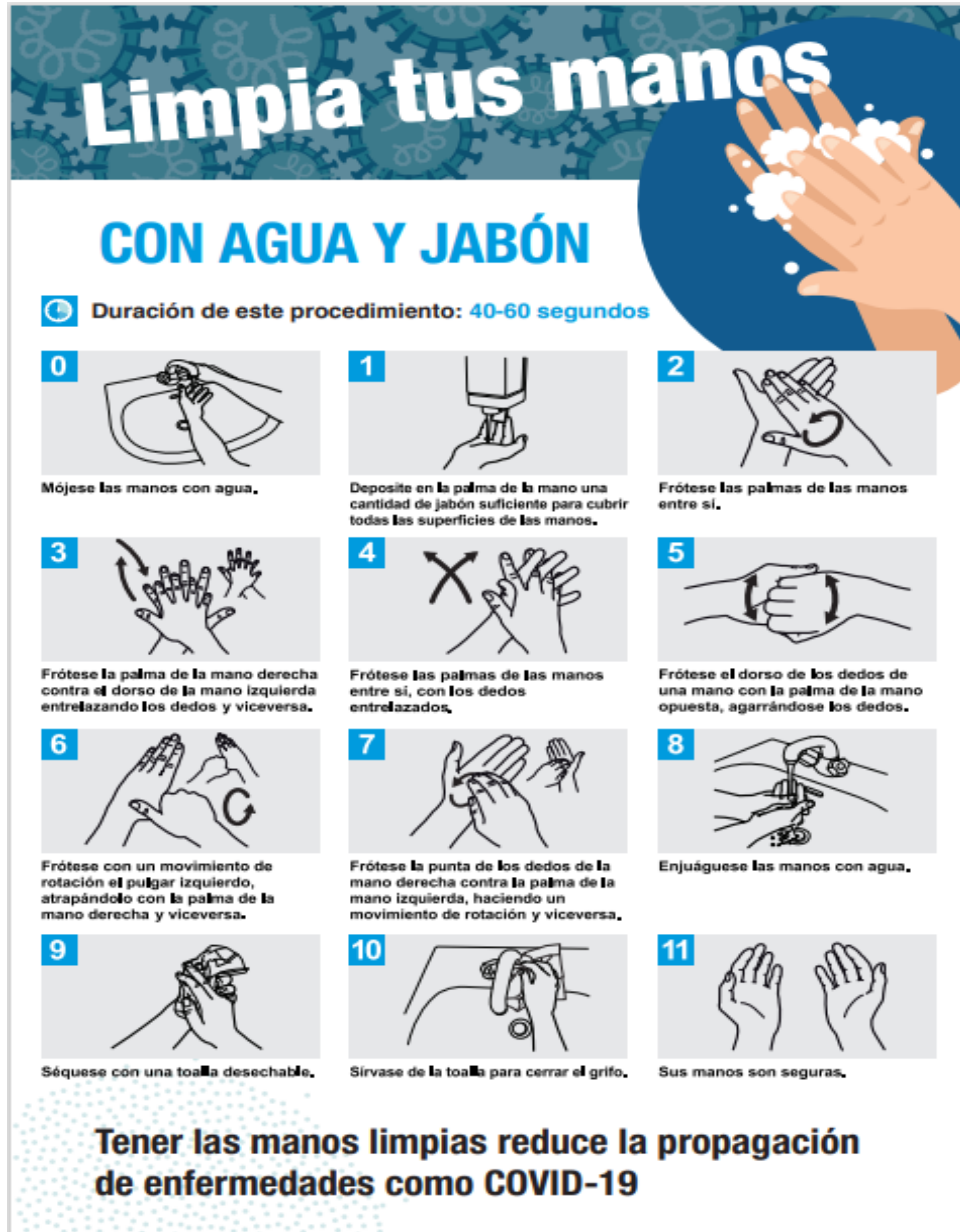 Limpia tus manos
CON AGUA Y JABÓN
Duración de este procedimiento: 40-60 segundos
0
Mójese las manos con agua.
1
Deposite en la palma de la mano una
cantidad de jabón suficiente para cubrir
todas las superficies de las manos.
2
Frótese las palmas de las manos
entre sí.
3
Frótese la palma de la mano derecha
contra el dorso de la mano izquierda
entrelazando los dedos y viceversa.
4
Frótese las palmas de las manos
entre sí, con los dedos
entrelazados.
5
Frótese el dorso de los dedos de
una mano con la palma de la mano
opuesta, agarrándose los dedos.
6
Frótese con un movimiento de
rotación el pulgar izquierdo,
atrapándolo con la palma de la
mano derecha y viceversa.
7
Frótese la punta de los dedos de la
mano derecha contra la palma de la
mano izquierda, haciendo un
movimiento de rotación y viceversa.
8
Enjuáguese las manos con agua.
9
Séquese con una toalla desechable.
10
Sírvase de la toalla para cerrar el grifo.
11
Sus manos son seguras.
Tener las manos limpias reduce la propagación
de enfermedades como COVID-19